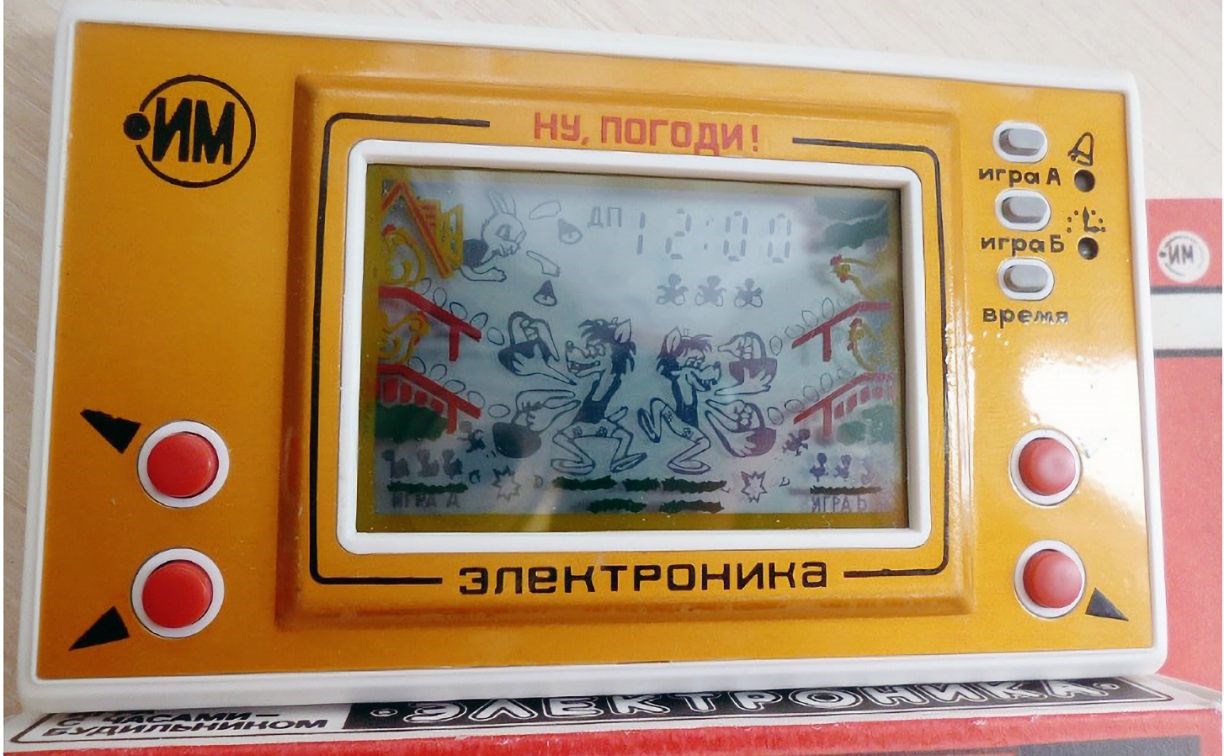 ИМ
НУ, ПОГОДИ!
игра А
игра Б
время
ДП 12:00
ИГРА А
ИГРА Б
электроника
ИМ
С ЧАСАМИ—
БУДИЛЬНИКОМ
•ЭЛЕКТРОНИКА•